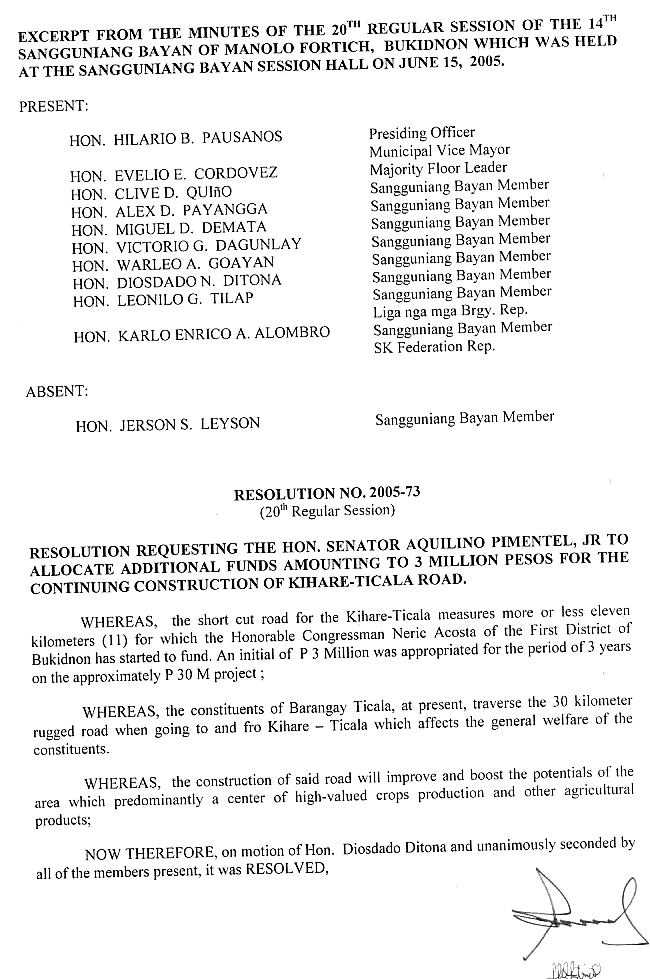 EXCERPT FROM THE MINUTES OF THE 20TH REGULAR SESSION OF THE 14TH
SANGGUNIANG BAYAN OF MANOLO FORTICH, BUKIDNON WHICH WAS HELD
AT THE SANGGUNIANG BAYAN SESSION HALL ON JUNE 15, 2005.
PRESENT:
HON. HILARIO B. PAUSANOS Presiding Officer
Municipal Vice Mayor
HON. EVELIO E. CORDOVEZ Majority Floor Leader
HON. CLIVE D. QUIñO Sangguniang Bayan Member
HON. ALEX D. PAYANGGA Sangguniang Bayan Member
HON. MIGUEL D. DEMATA Sangguniang Bayan Member
HON. VICTORIO G. DAGUNLAY Sangguniang Bayan Member
HON. WARLEO A. GOAYAN Sangguniang Bayan Member
HON. DIOSDADO N. DITONA Sangguniang Bayan Member
HON. LEONILO G. TILAP Sangguniang Bayan Member
Liga nga mga Brgy. Rep.
HON. KARLO ENRICO A. ALOMBRO Sangguniang Bayan Member
SK Federation Rep.
ABSENT:
HON. JERSON S. LEYSON Sangguniang Bayan Member
RESOLUTION NO. 2005-73
(20th Regular Session)
RESOLUTION REQUESTING THE HON. SENATOR AQUILINO PIMENTEL, JR TO
ALLOCATE ADDITIONAL FUNDS AMOUNTING TO 3 MILLION PESOS FOR THE
CONTINUING CONSTRUCTION OF KIHARE-TICALA ROAD.
WHEREAS, the short cut road for the Kihare-Ticala measures more or less eleven
kilometers (11) for which the Honorable Congressman Neric Acosta of the First District of
Bukidnon has started to fund. An initial of P 3 Million was appropriated for the period of 3 years
on the approximately P 30 M project ;
WHEREAS, the constituents of Barangay Ticala, at present, traverse the 30 kilometer
rugged road when going to and fro Kihare – Ticala which affects the general welfare of the
constituents.
WHEREAS, the construction of said road will improve and boost the potentials of the
area which predominantly a center of high-valued crops production and other agricultural
products;
NOW THEREFORE, on motion of Hon. Diosdado Ditona and unanimously seconded by
all of the members present, it was RESOLVED,